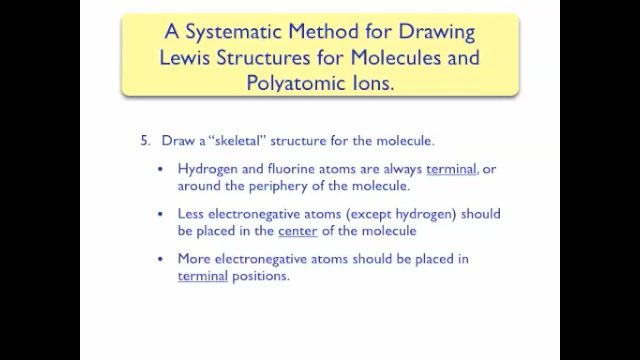 A Systematic Method for Drawing
Lewis Structures for Molecules and
Polyatomic Ions.
5. Draw a "skeletal" structure for the molecule.
• Hydrogen and fluorine atoms are always terminal, or
around the periphery of the molecule.
• Less electronegative atoms (except hydrogen) should
be placed in the center of the molecule
• More electronegative atoms should be placed in
terminal positions.